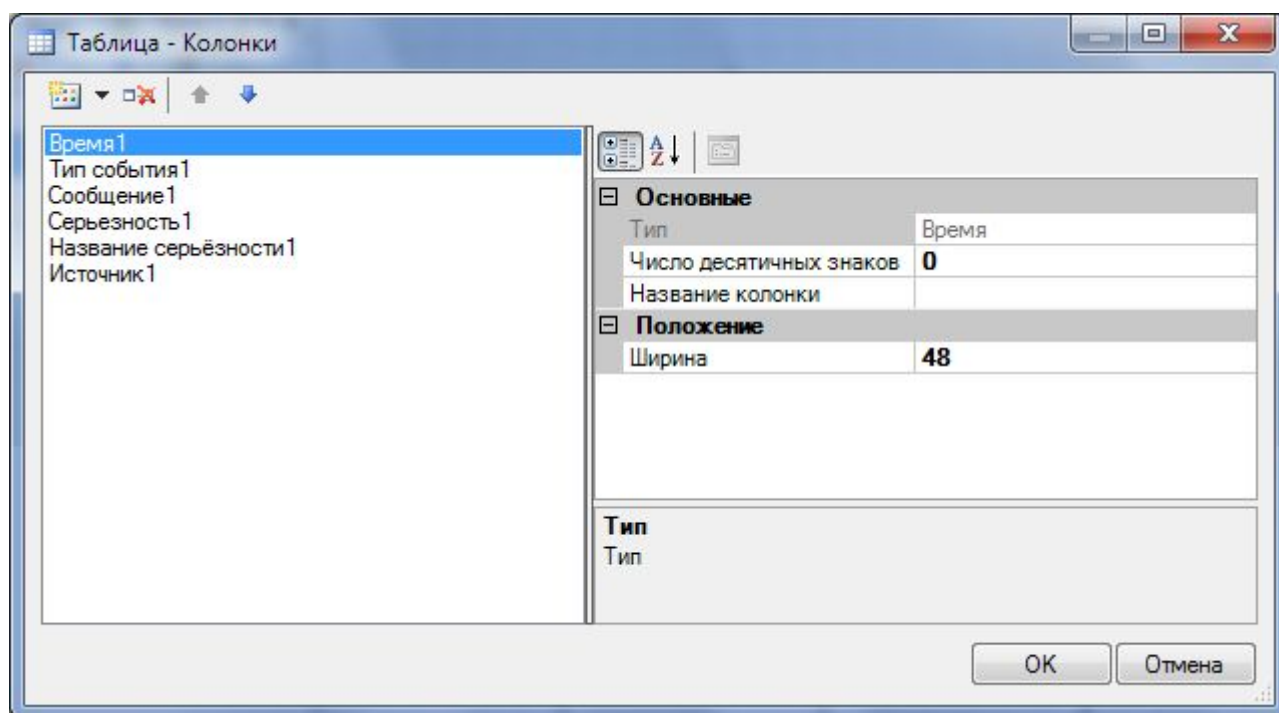 Таблица - Колонки
Время1
Тип события1
Сообщение1
Серьезность1
Название серьёзности1
Источник1
Основные
Тип Время
Число десятичных знаков 0
Название колонки
Положение
Ширина 48
Тип
Тип
OK Отмена